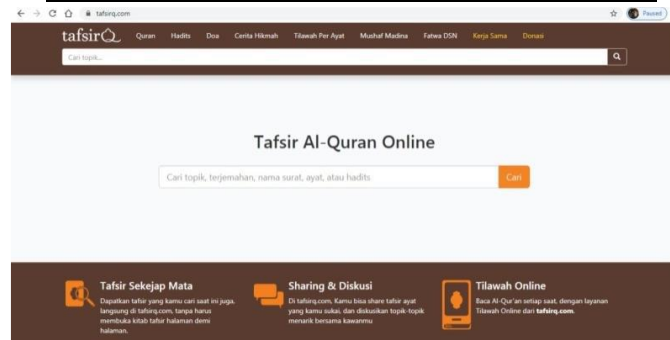 tafsirq.com
Paused
tafsirQ Quran Hadits Doa Cerita Hikmah Tilawah Per Ayat Mushaf Madina Fatwa DSN Kerja Sama Donasi
Cari topik...
Tafsir Al-Quran Online
Cari topik, terjemahan, nama surat, ayat, atau hadits Cari
Tafsir Sekejap Mata
Dapatkan tafsir yang kamu cari saat ini juga,
langsung di tafsirq.com, tanpa harus
membuka kitab tafsir halaman demi
halaman.
Sharing & Diskusi
Di tafsirq.com, Kamu bisa share tafsir ayat
yang kamu sukai, dan diskusikan topik-topik
menarik bersama kawanmu
Tilawah Online
Baca Al-Qur'an setiap saat, dengan layanan
Tilawah Online dari tafsirq.com.